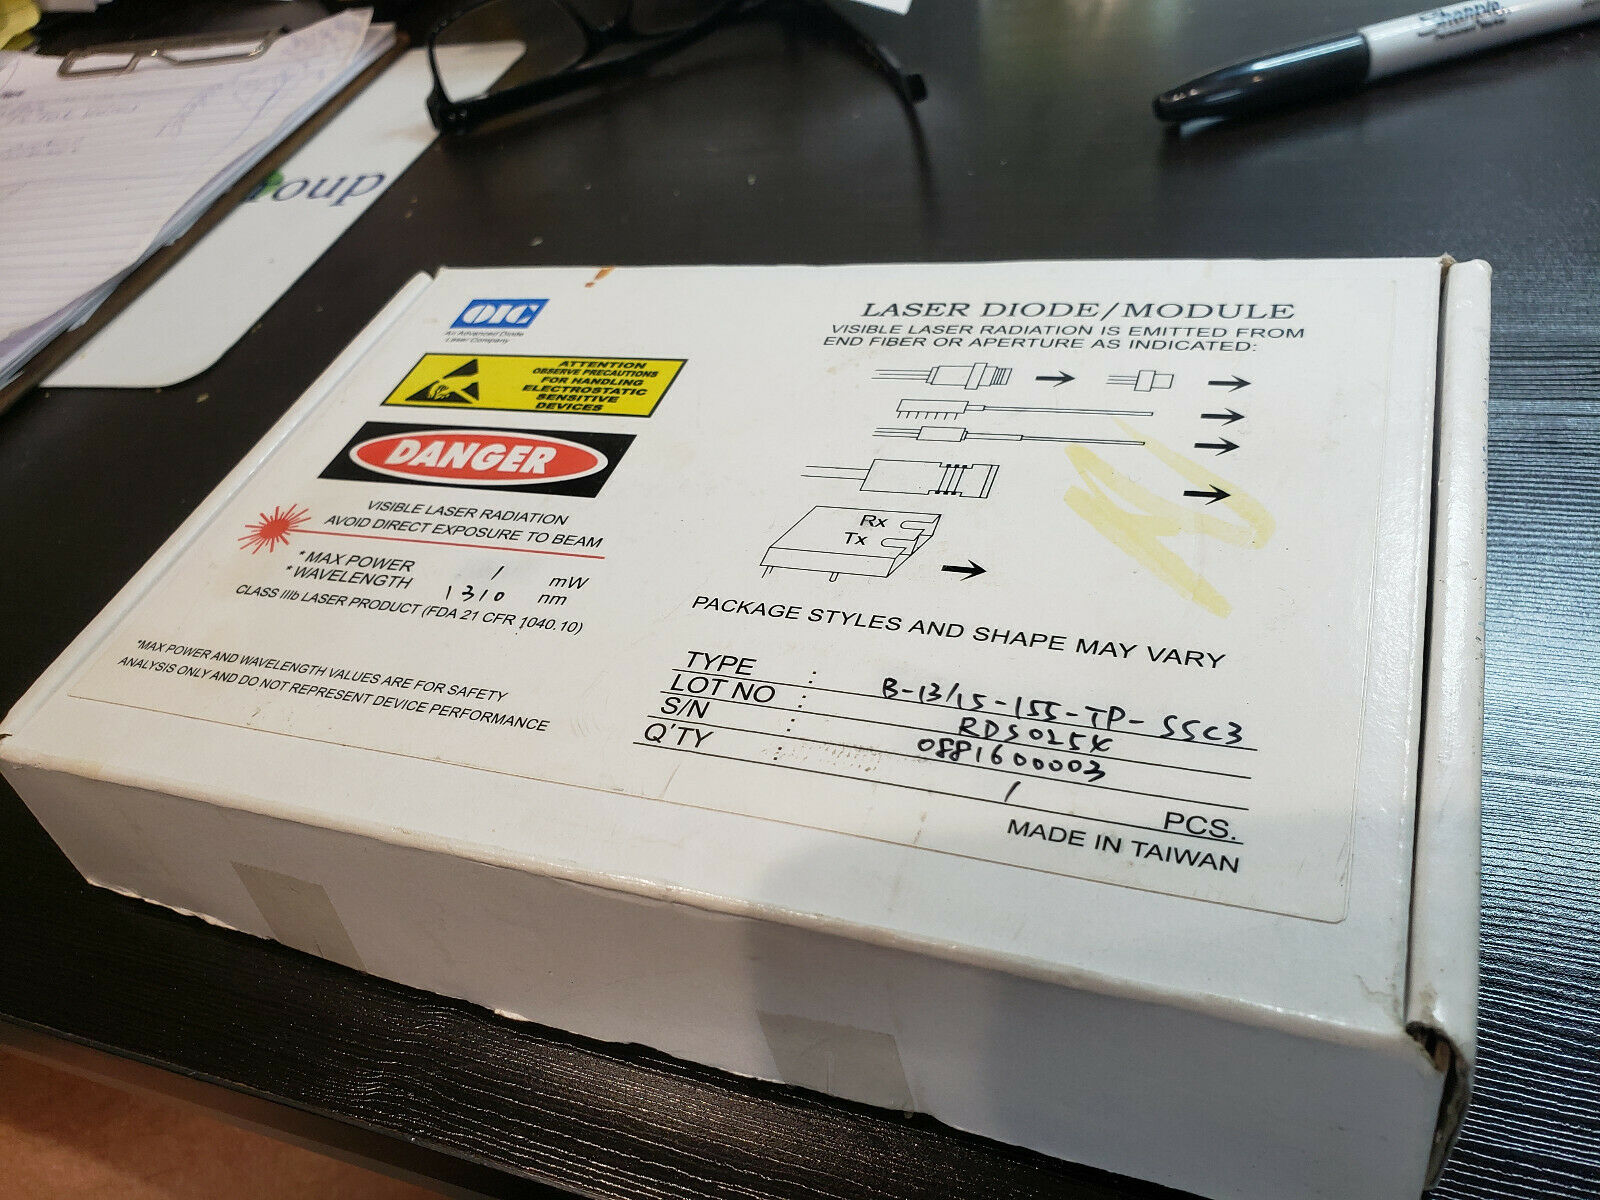 Sharpie
roup
OIC
An Advanced Diode
Laser Company
ATTENTION
OBSERVE PRECAUTIONS
FOR HANDLING
ELECTROSTATIC
SENSITIVE
DEVICES
DANGER
VISIBLE LASER RADIATION
AVOID DIRECT EXPOSURE TO BEAM
*MAX POWER 1 mW
*WAVELENGTH 1310 nm
CLASS IIIb LASER PRODUCT (FDA 21 CFR 1040.10)
*MAX POWER AND WAVELENGTH VALUES ARE FOR SAFETY
ANALYSIS ONLY AND DO NOT REPRESENT DEVICE PERFORMANCE
LASER DIODE/MODULE
VISIBLE LASER RADIATION IS EMITTED FROM
END FIBER OR APERTURE AS INDICATED:
Rx
Tx
PACKAGE STYLES AND SHAPE MAY VARY
TYPE : B-13/15-155-TP-SSC3
LOT NO : RDS025X
S/N : 0881600003
Q'TY : 1 PCS.
MADE IN TAIWAN